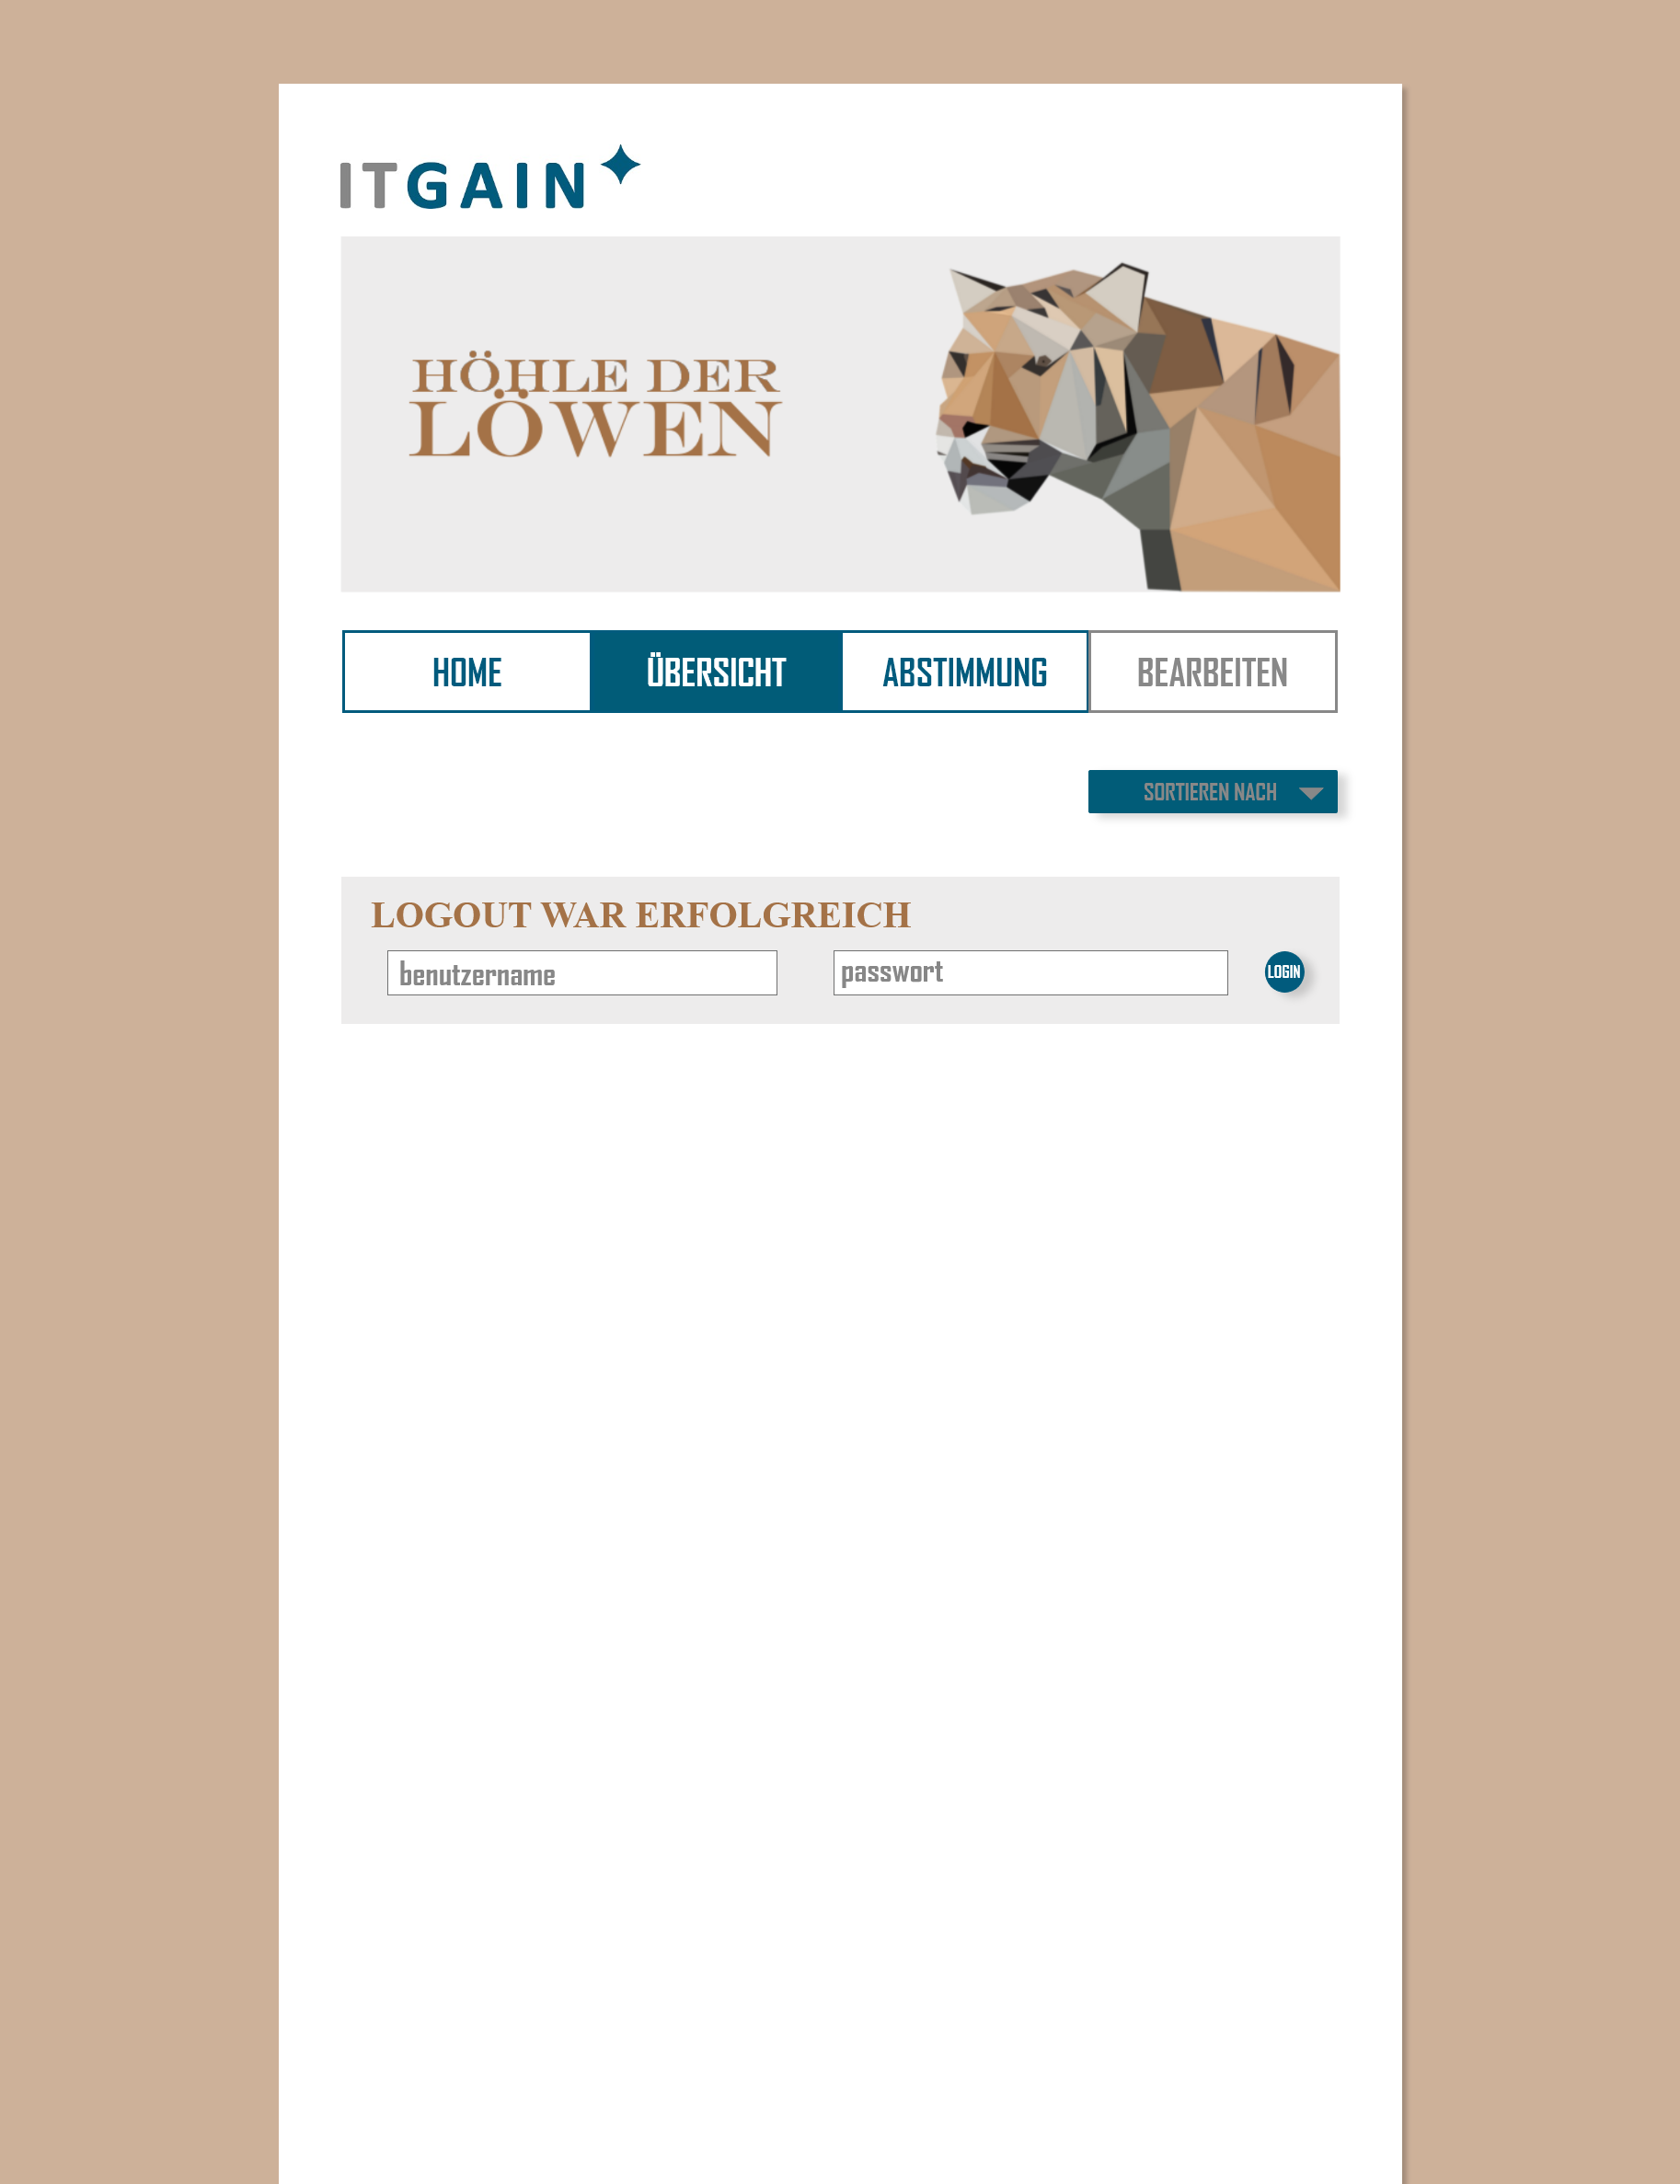 ITGAIN
HÖHLE DER
LÖWEN
HOME
ÜBERSICHT
ABSTIMMUNG
BEARBEITEN
SORTIEREN NACH
LOGOUT WAR ERFOLGREICH
benutzername
passwort
LOGIN